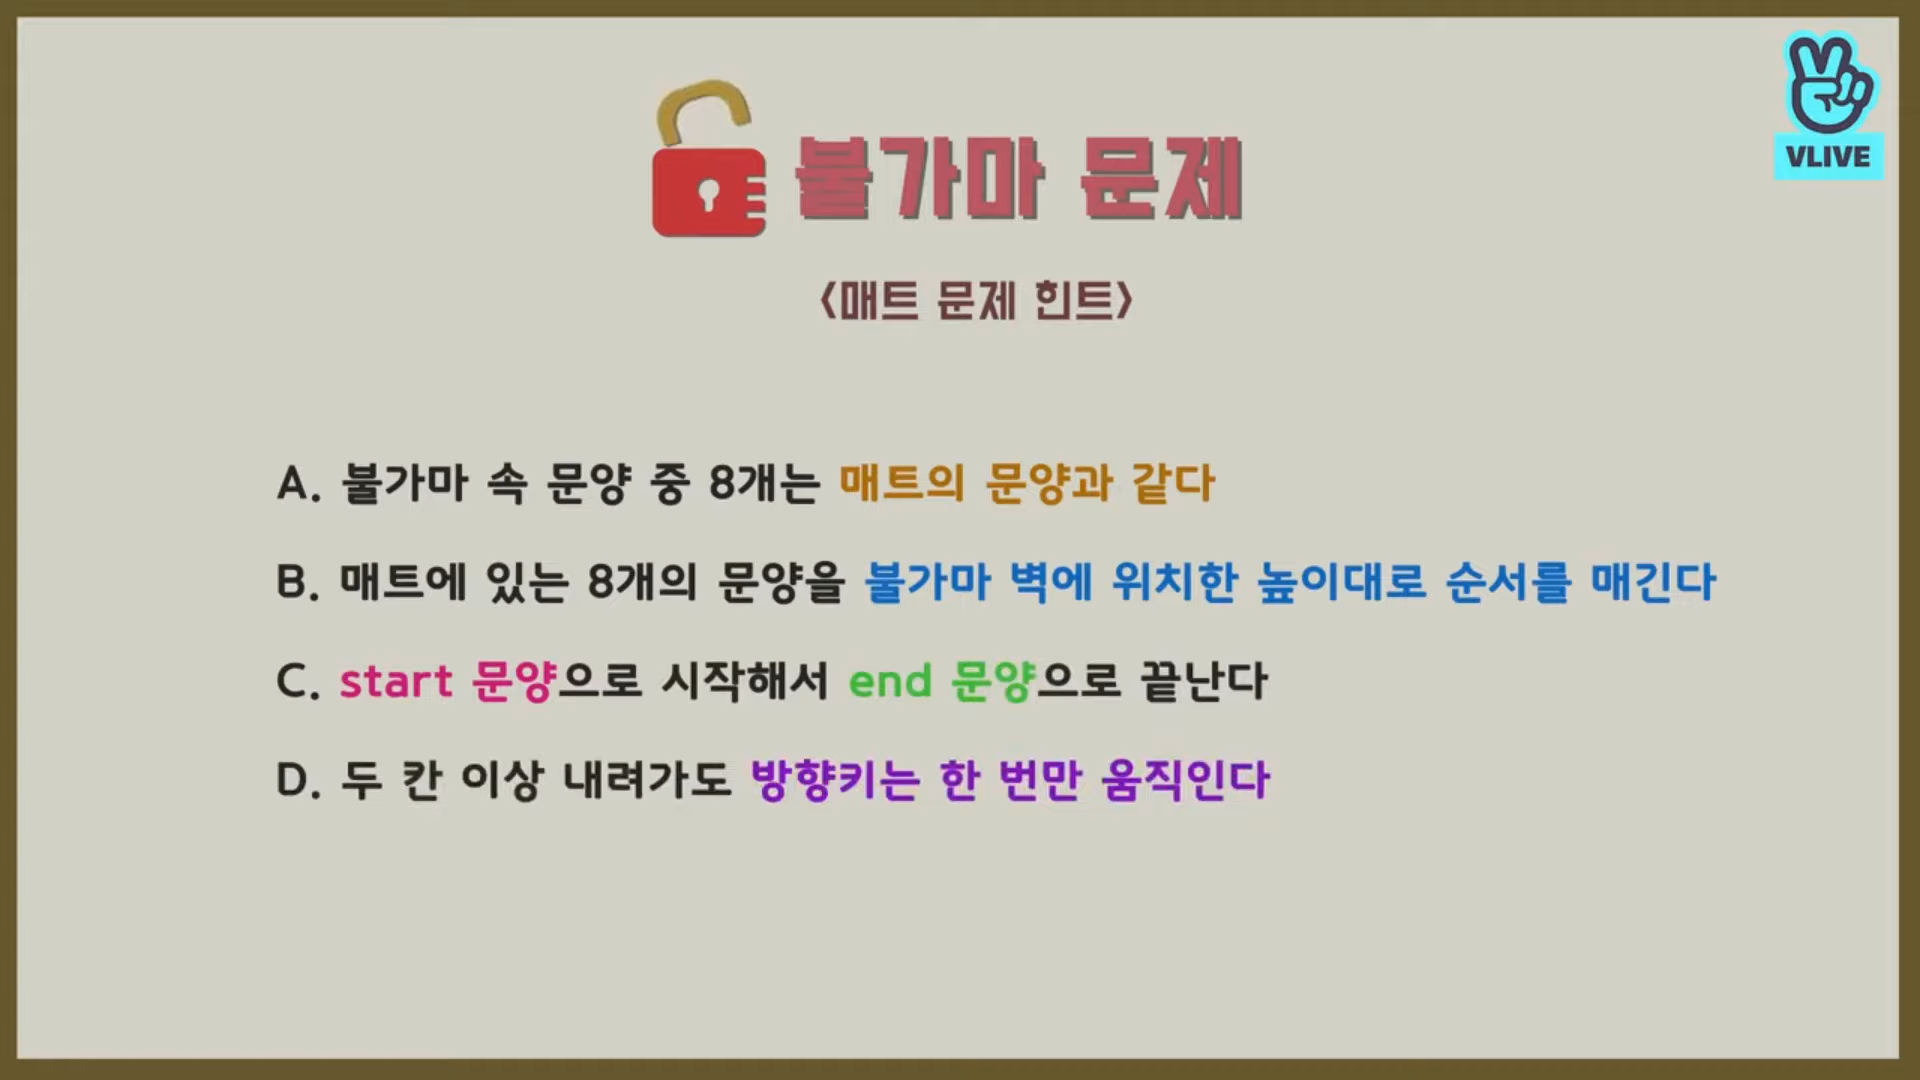 VLIVE
불가마 문제
<매트 문제 힌트>
A. 불가마 속 문양 중 8개는 매트의 문양과 같다
B. 매트에 있는 8개의 문양을 불가마 벽에 위치한 높이대로 순서를 매긴다
C. start 문양으로 시작해서 end 문양으로 끝난다
D. 두 칸 이상 내려가도 방향키는 한 번만 움직인다